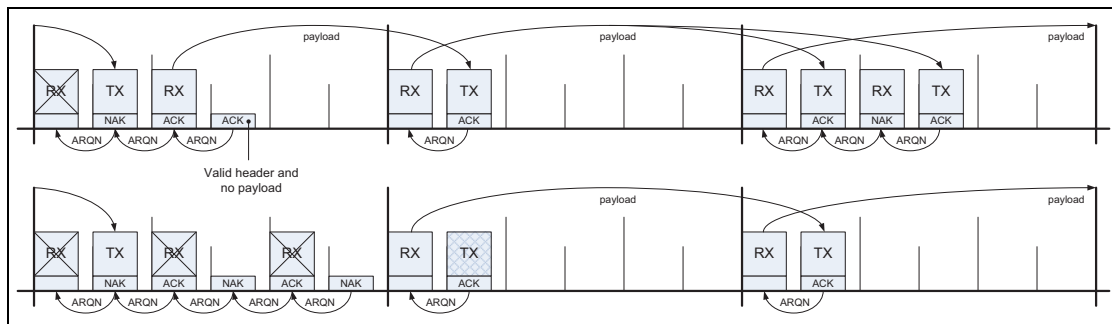 payload payload payload
RX TX RX RX TX RX TX RX TX
NAK ACK ACK ACK ACK NAK ACK
ARQN ARQN ARQN ARQN ARQN ARQN ARQN
Valid header and
no payload
payload payload
RX TX RX RX RX TX RX TX
NAK ACK NAK ACK NAK ACK ACK
ARQN ARQN ARQN ARQN ARQN ARQN ARQN